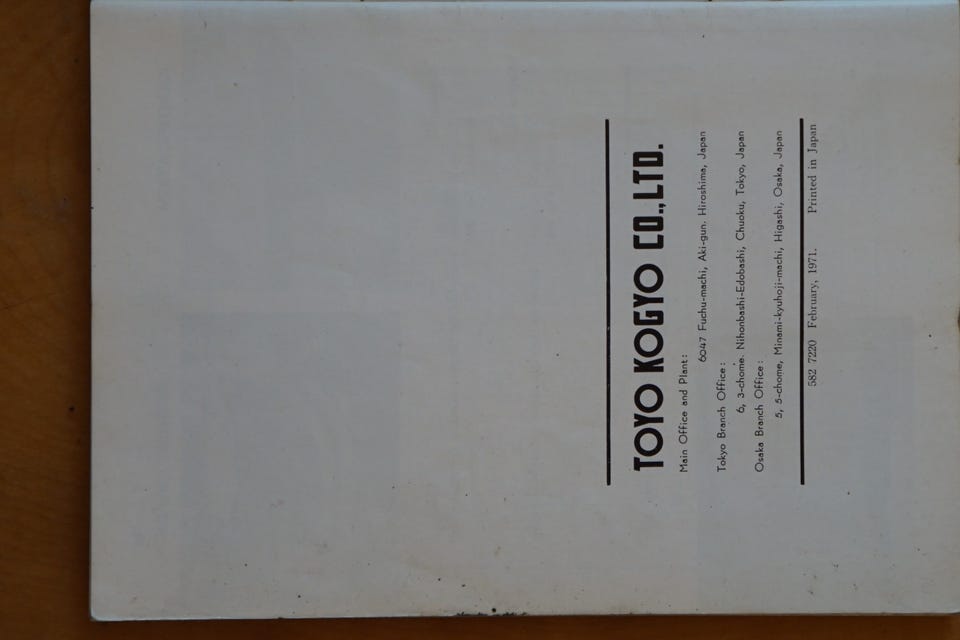 TOYO KOGYO CO.,LTD.
Main Office and Plant:
6047 Fuchu-machi, Aki-gun. Hiroshima, Japan
Tokyo Branch Office:
6, 3-chome. Nihonbashi-Edobashi, Chuoku, Tokyo, Japan
Osaka Branch Office:
5, 5-chome, Minami-kyuhoji-machi, Higashi, Osaka, Japan
582 7220 February, 1971. Printed in Japan